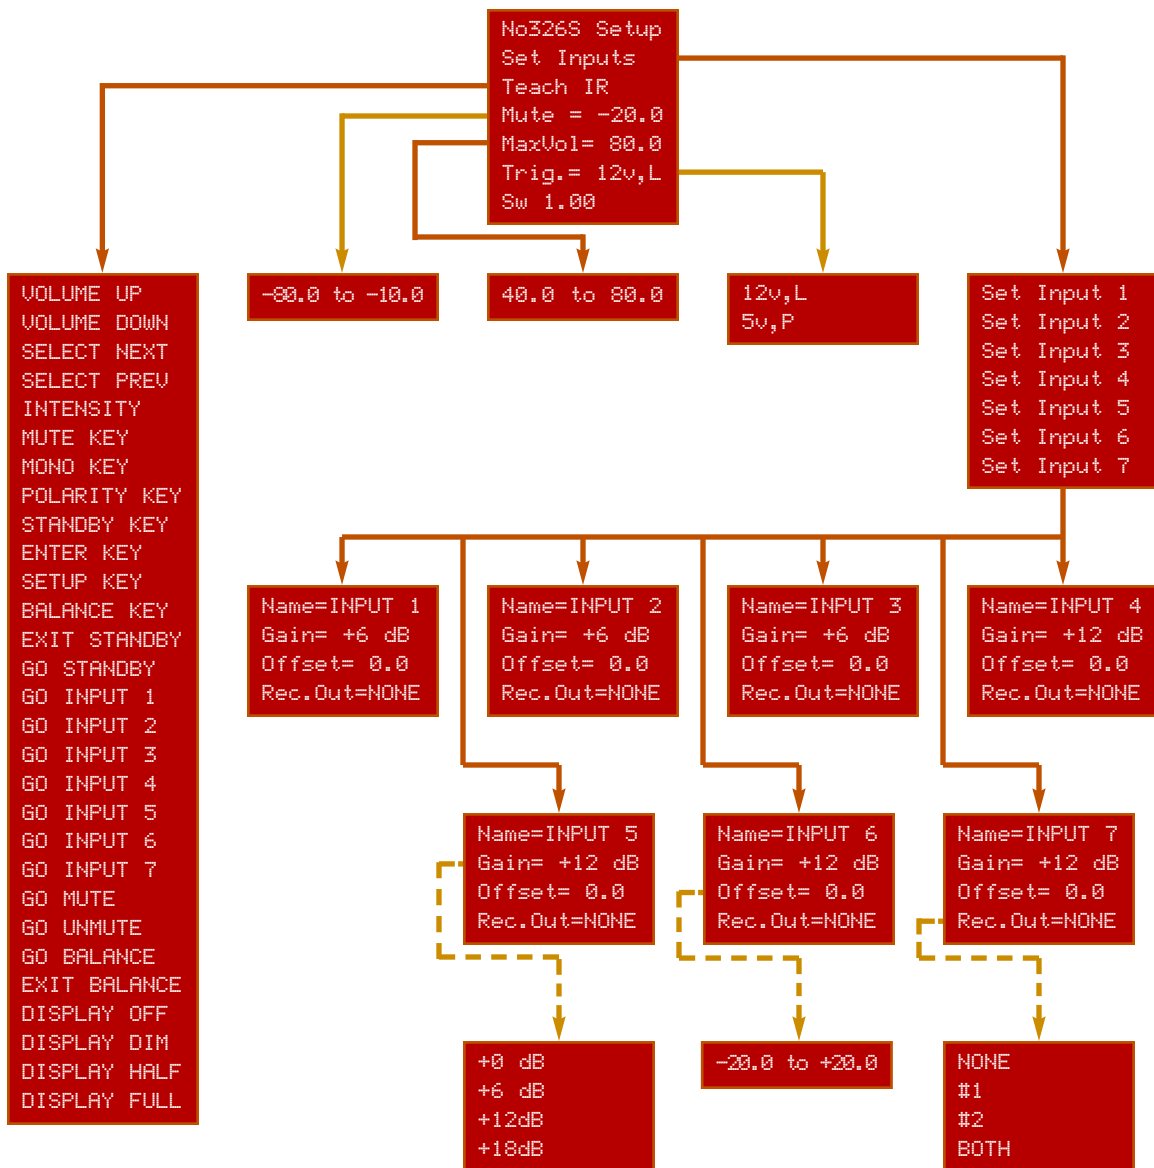 No326S Setup
Set Inputs
Teach IR
Mute = -20.0
MaxVol= 80.0
Trig.= 12v,L
Sw 1.00
VOLUME UP
VOLUME DOWN
SELECT NEXT
SELECT PREV
INTENSITY
MUTE KEY
MONO KEY
POLARITY KEY
STANDBY KEY
ENTER KEY
SETUP KEY
BALANCE KEY
EXIT STANDBY
GO STANDBY
GO INPUT 1
GO INPUT 2
GO INPUT 3
GO INPUT 4
GO INPUT 5
GO INPUT 6
GO INPUT 7
GO MUTE
GO UNMUTE
GO BALANCE
EXIT BALANCE
DISPLAY OFF
DISPLAY DIM
DISPLAY HALF
DISPLAY FULL
-80.0 to -10.0
40.0 to 80.0
12v,L
5v,P
Set Input 1
Set Input 2
Set Input 3
Set Input 4
Set Input 5
Set Input 6
Set Input 7
Name=INPUT 1
Gain= +6 dB
Offset= 0.0
Rec.Out=NONE
Name=INPUT 2
Gain= +6 dB
Offset= 0.0
Rec.Out=NONE
Name=INPUT 3
Gain= +6 dB
Offset= 0.0
Rec.Out=NONE
Name=INPUT 4
Gain= +12 dB
Offset= 0.0
Rec.Out=NONE
Name=INPUT 5
Gain= +12 dB
Offset= 0.0
Rec.Out=NONE
Name=INPUT 6
Gain= +12 dB
Offset= 0.0
Rec.Out=NONE
Name=INPUT 7
Gain= +12 dB
Offset= 0.0
Rec.Out=NONE
+0 dB
+6 dB
+12dB
+18dB
-20.0 to +20.0
NONE
#1
#2
BOTH